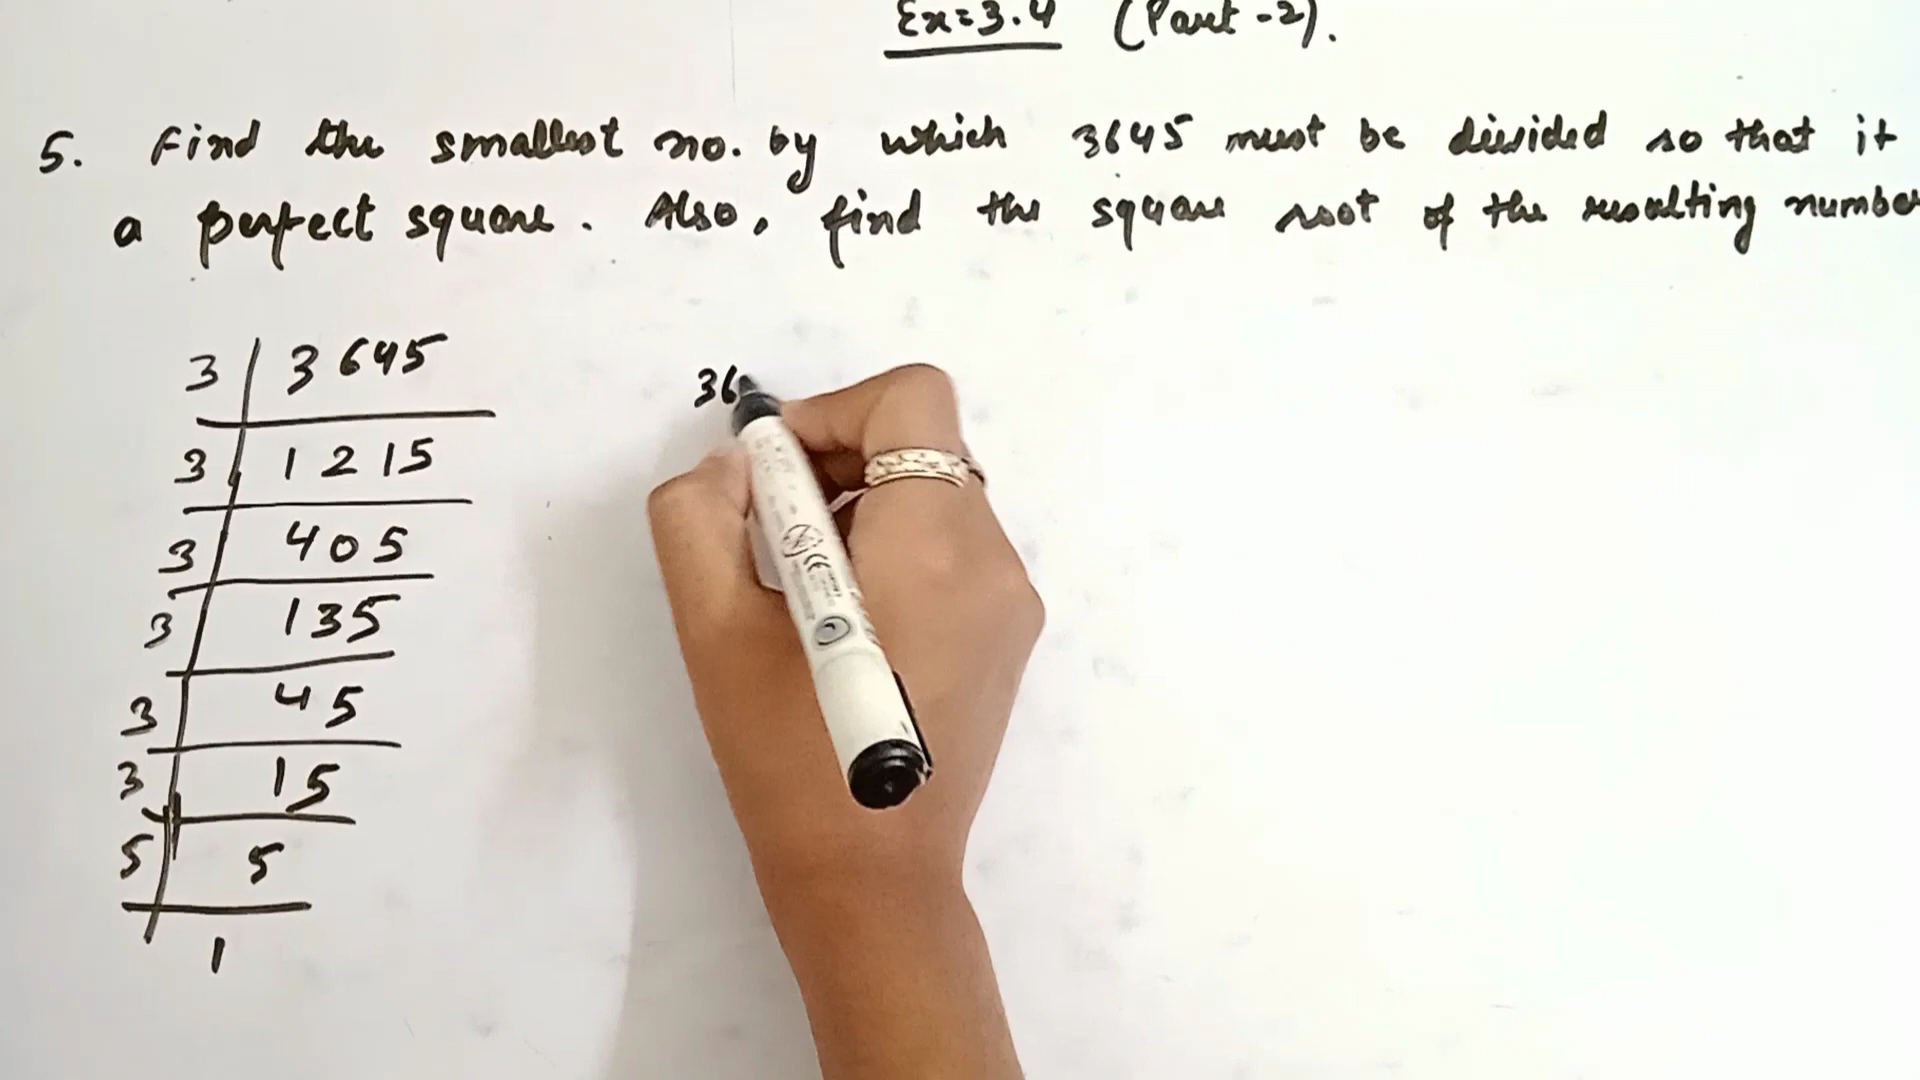 Ex=3.4 (Part-2).
5. Find the smallest no. by which 3645 must be divided so that it
a perfect square. Also, find the square root of the resulting number
3 3645
3 1215
3 405
3 135
3 45
3 15
5 5
1
36
CE